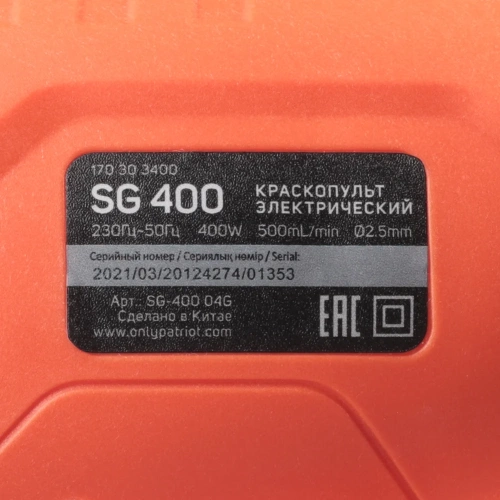 170 30 3400
SG 400
КРАСКОПУЛЬТ
ЭЛЕКТРИЧЕСКИЙ
230Гц~50Гц 400W 500mL/min Ø2.5mm
Серийный номер / Сериялық нөмір / Serial:
2021/03/20124274/01353
Арт.: SG-400 04G
Сделано в Китае
www.onlypatriot.com
EAC